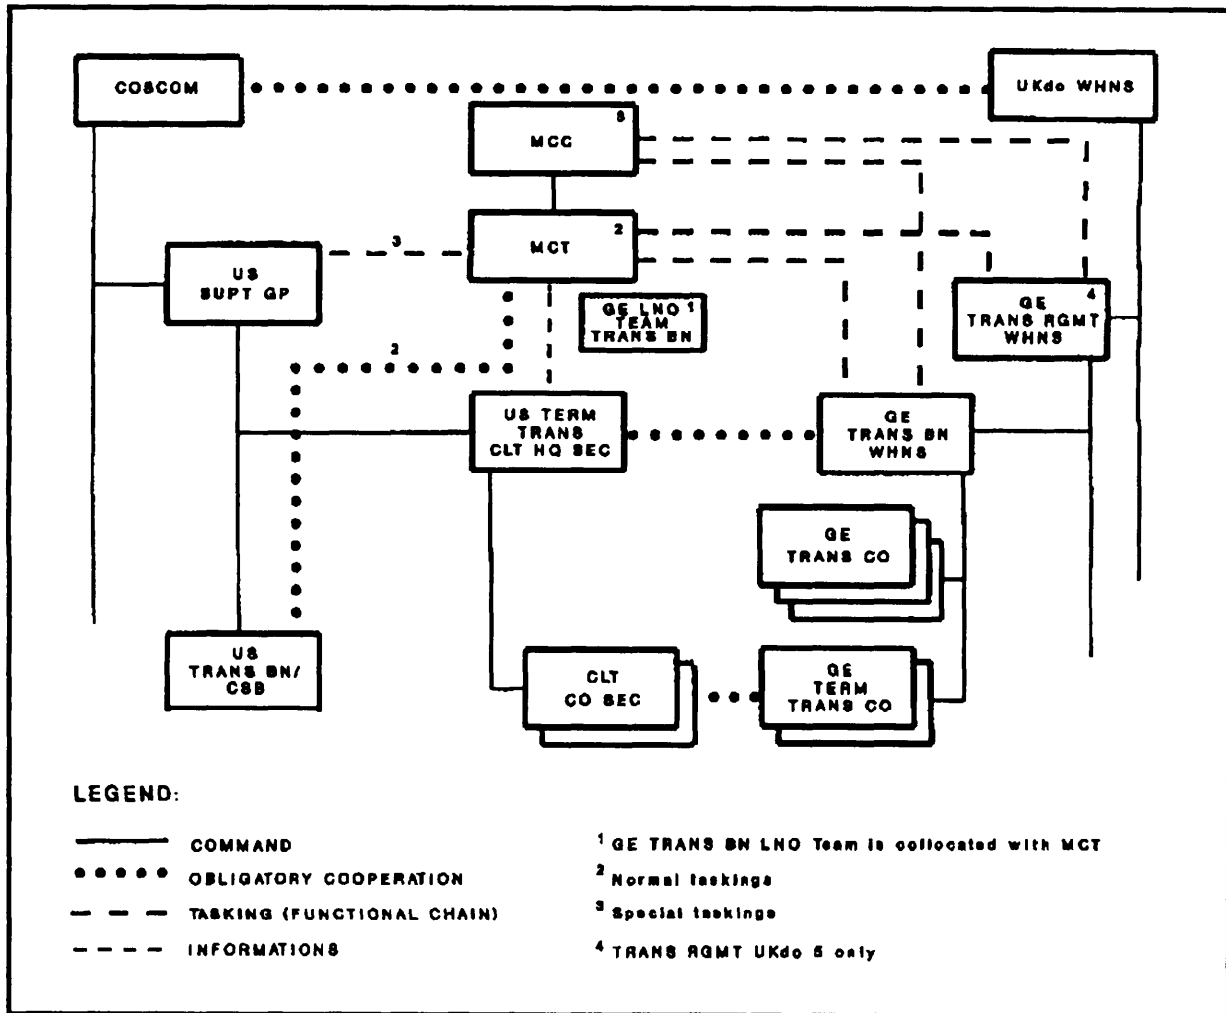 COSCOM
UKdo WHNS
3
MCC
2
MCT
3
US
SUPT GP
GE LNO 1
TEAM
TRANS BN
4
GE
TRANS RGMT
WHNS
2
US TERM
TRANS
CLT HQ SEC
GE
TRANS BN
WHNS
GE
TRANS CO
US
TRANS BN/
CSB
CLT
CO SEC
GE
TERM
TRANS CO
LEGEND:
COMMAND
OBLIGATORY COOPERATION
TASKING (FUNCTIONAL CHAIN)
INFORMATIONS
1 GE TRANS BN LNO Team is collocated with MCT
2 Normal taskings
3 Special taskings
4 TRANS RGMT UKdo 5 only